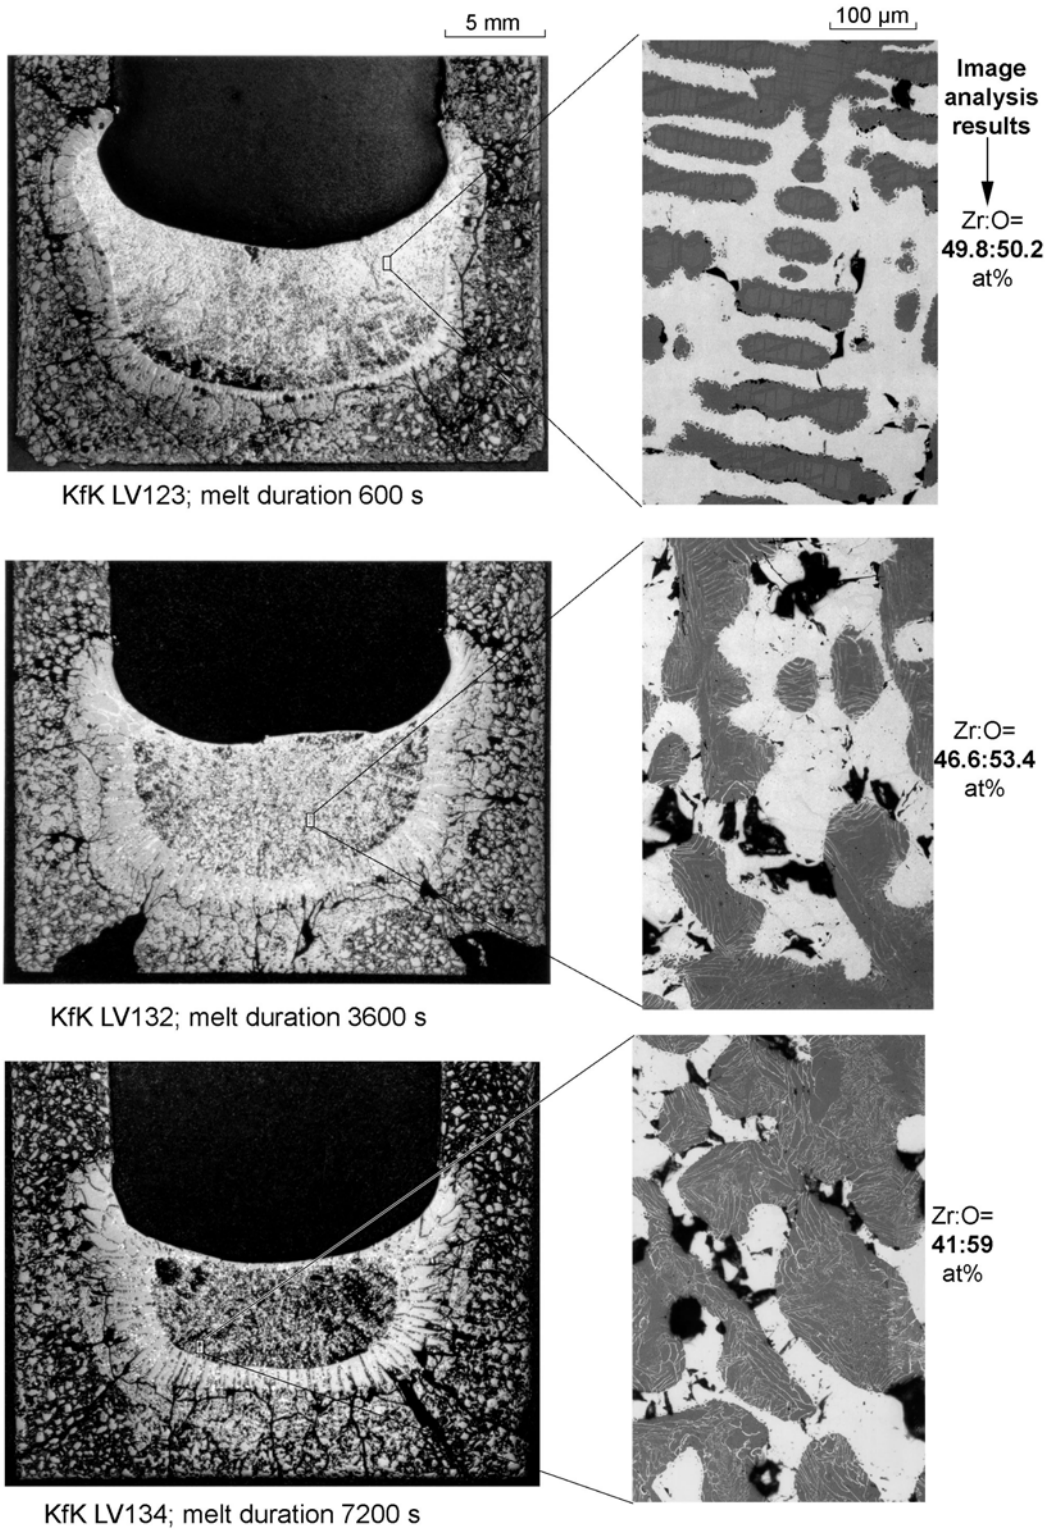 5 mm
100 µm
Image
analysis
results
Zr:O=
49.8:50.2
at%
KfK LV123; melt duration 600 s
Zr:O=
46.6:53.4
at%
KfK LV132; melt duration 3600 s
Zr:O=
41:59
at%
KfK LV134; melt duration 7200 s